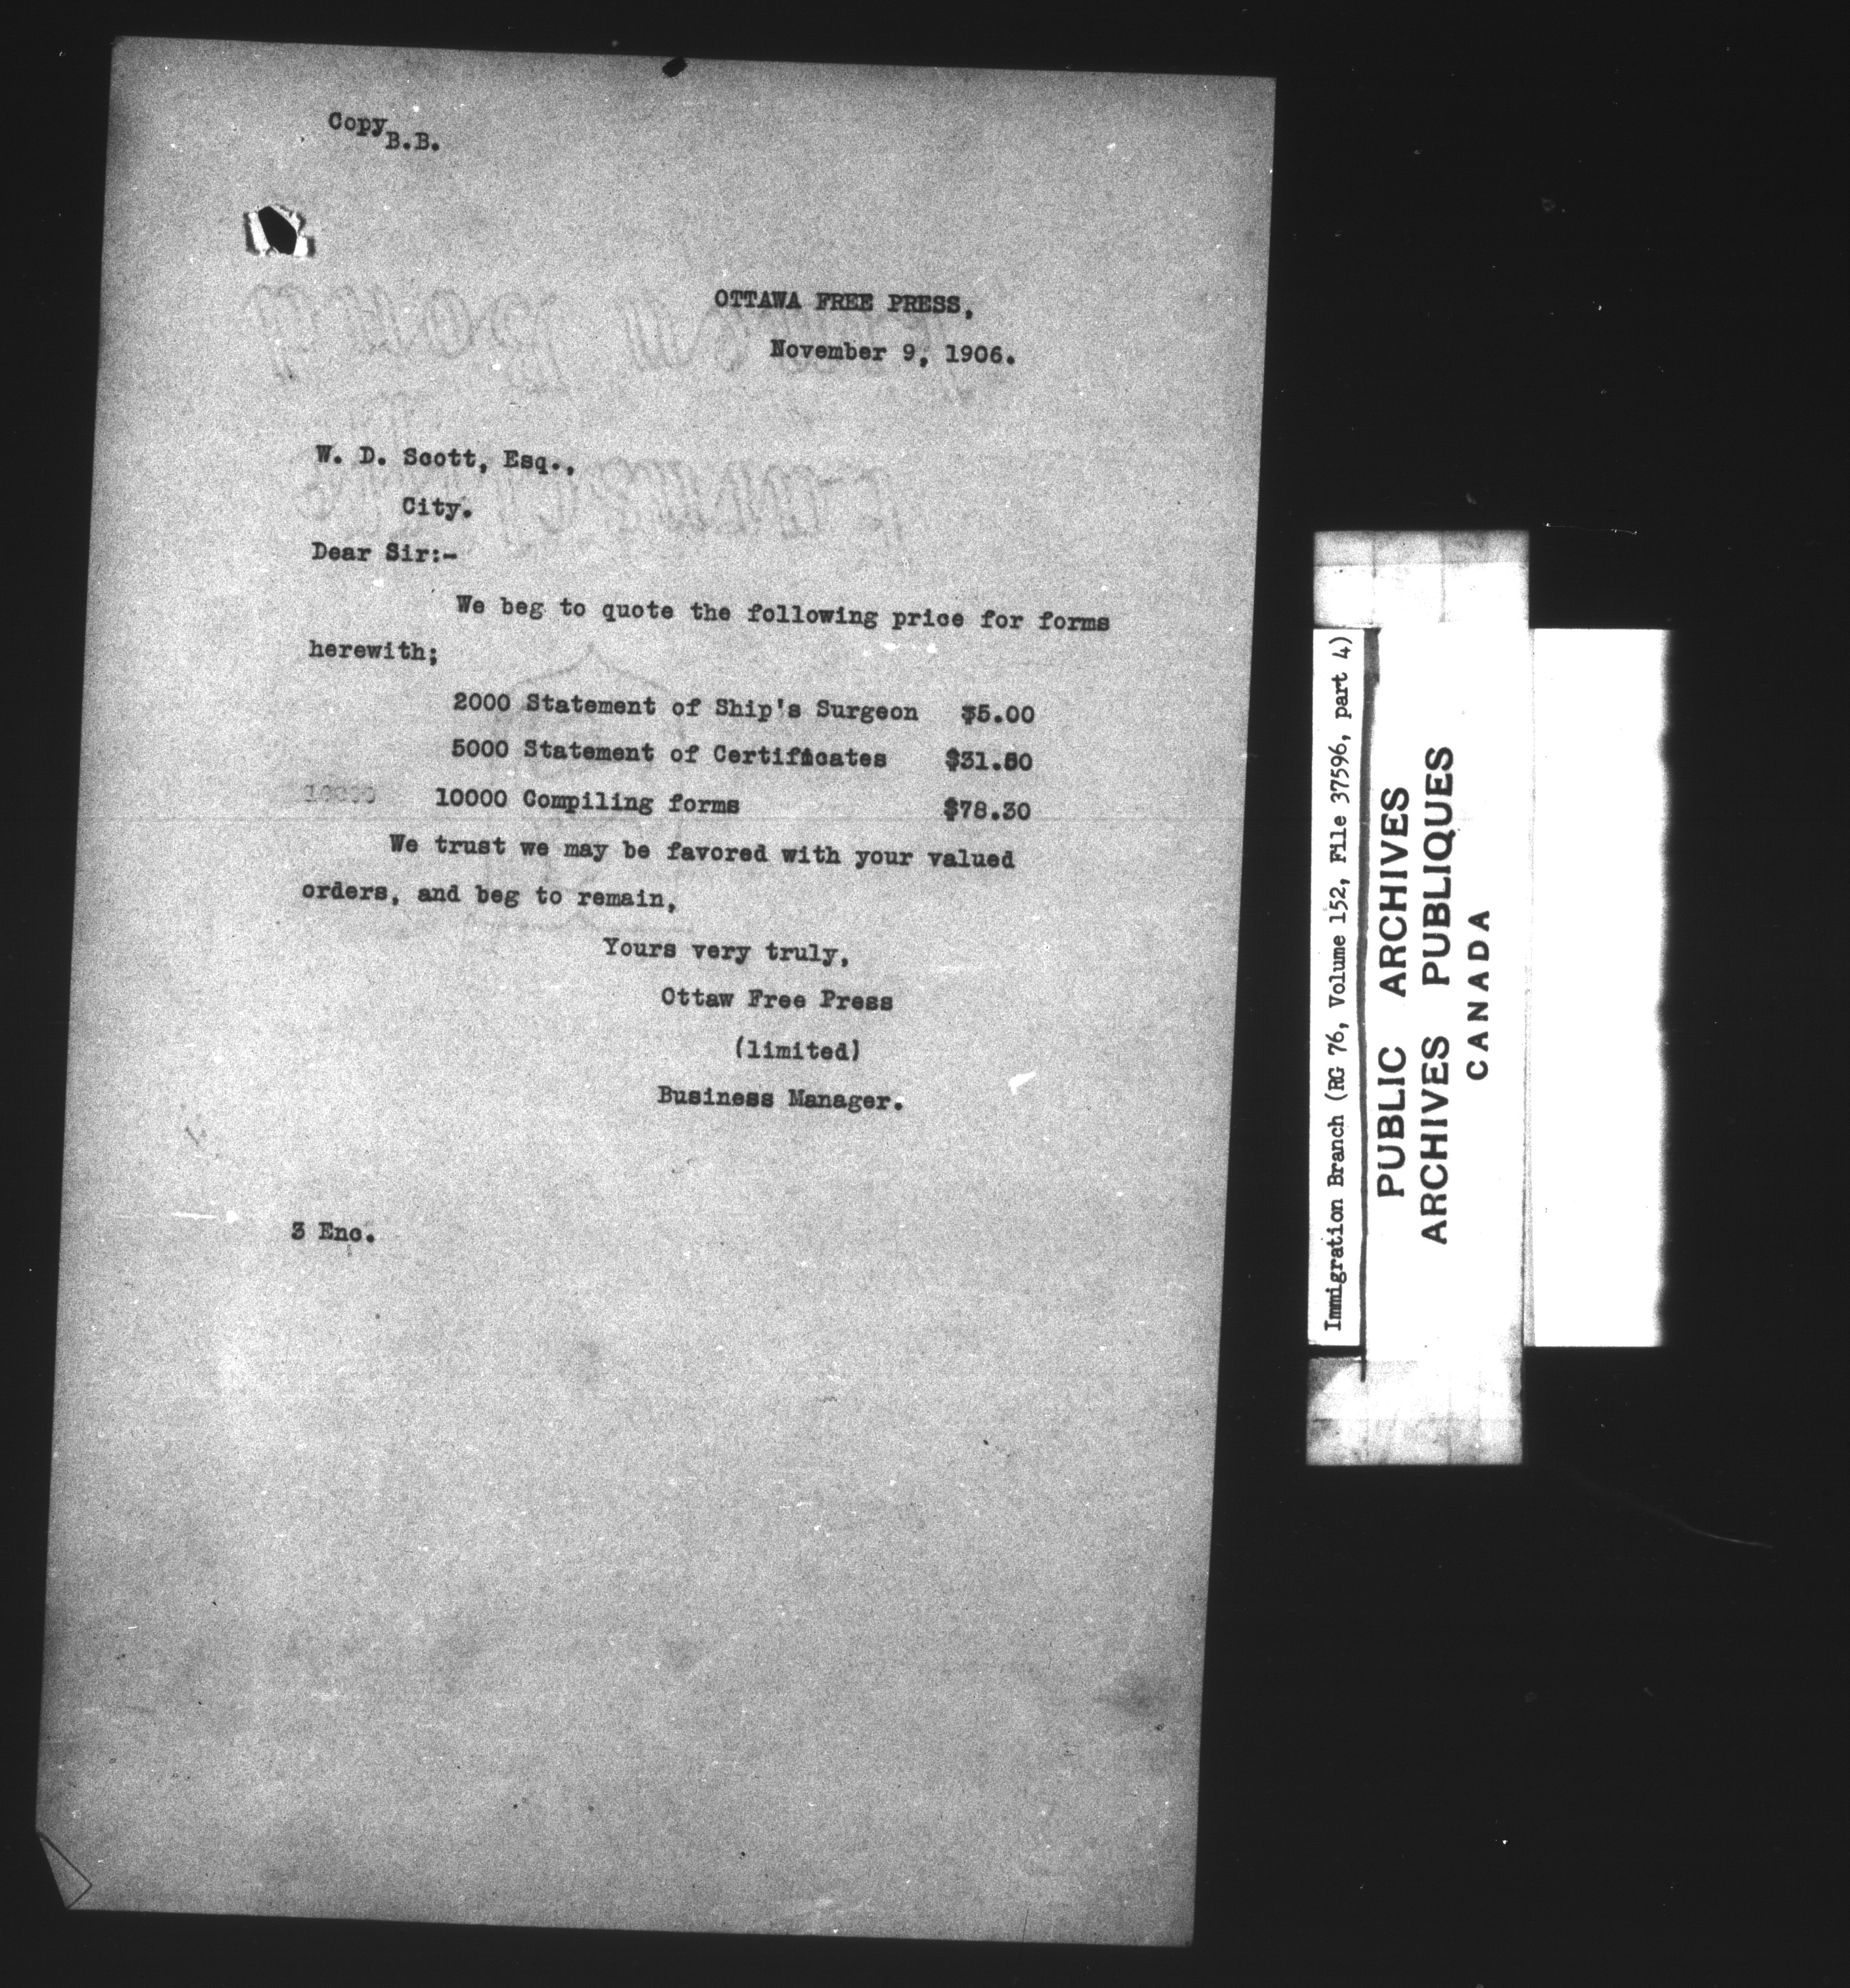 Copy
B.B.
OTTAWA FREE PRESS,
November 9, 1906.
W. D. Scott, Esq.,
City.
Dear Sir:-
We beg to quote the following price for forms
herewith;
2000 Statement of Ship's Surgeon $5.00
5000 Statement of Certificates $31.80
10000 10000 Compiling forms $78.30
We trust we may be favored with your valued
orders, and beg to remain,
Yours very truly,
Ottaw Free Press
(limited)
Business Manager.
3 Enc.
Immigration Branch (RG 76, Volume 152, File 37596, part 4)
PUBLIC ARCHIVES
ARCHIVES PUBLIQUES
CANADA